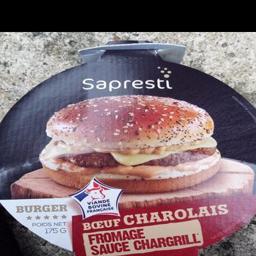 Sapresti
BURGER
POIDS NET
175 G
VIANDE
BOVINE
FRANÇAISE
BŒUF CHAROLAIS
FROMAGE
SAUCE CHARGRILL